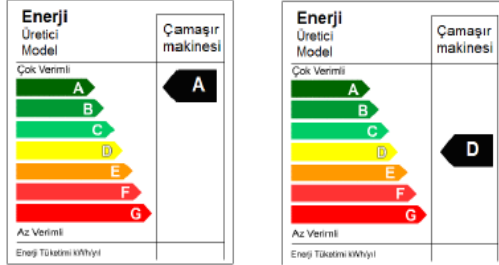 Enerji
Üretici
Model
Çamaşır
makinesi
Çok Verimli
A
A
B
C
D
E
F
G
Az Verimli
Enerji Tüketimi kWh/yıl
Enerji
Üretici
Model
Çamaşır
makinesi
Çok Verimli
A
B
C
D
D
E
F
G
Az Verimli
Enerji Tüketimi kWh/yıl